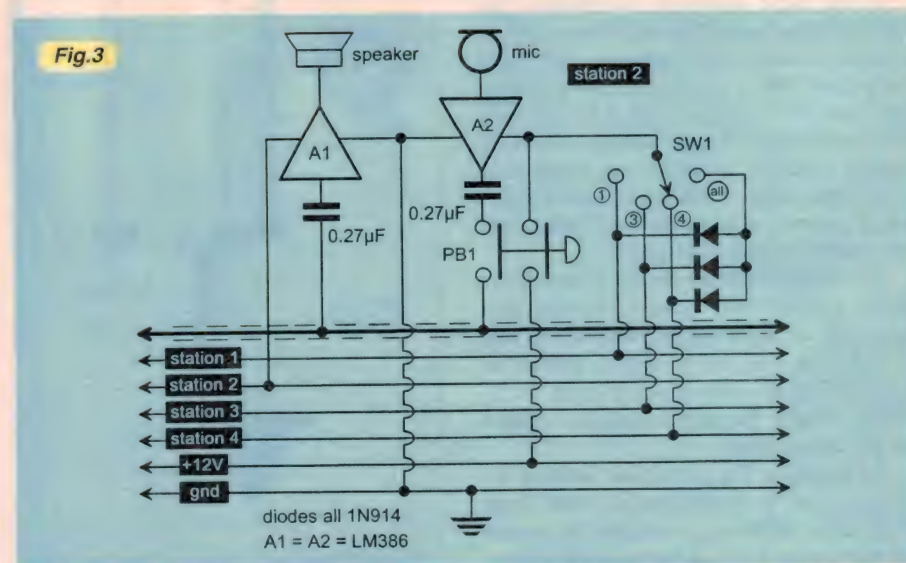 Fig.3
speaker
mic
station 2
A1
A2
SW1
①
③
④
all
0.27µF
0.27µF
PB1
station 1
station 2
station 3
station 4
+12V
gnd
diodes all 1N914
A1 = A2 = LM386